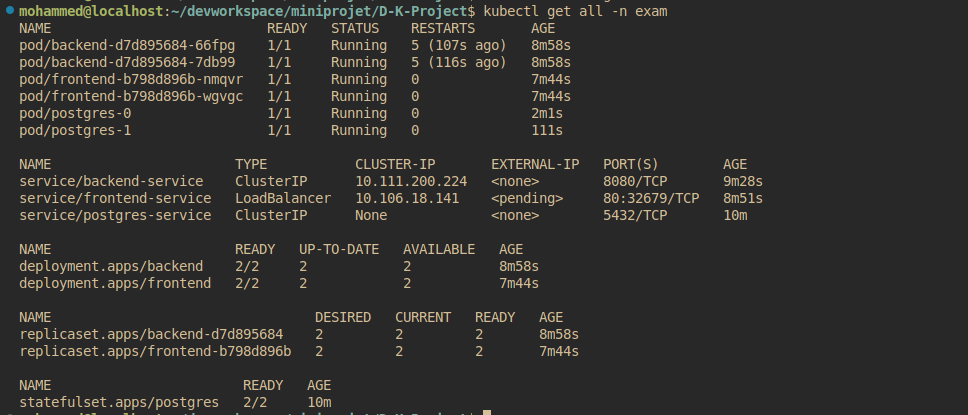 mohammed@localhost:~/devworkspace/miniprojet/D-K-Project$ kubectl get all -n exam
NAME READY STATUS RESTARTS AGE
pod/backend-d7d895684-66fpg 1/1 Running 5 (107s ago) 8m58s
pod/backend-d7d895684-7db99 1/1 Running 5 (116s ago) 8m58s
pod/frontend-b798d896b-nmqvr 1/1 Running 0 7m44s
pod/frontend-b798d896b-wgvgc 1/1 Running 0 7m44s
pod/postgres-0 1/1 Running 0 2m1s
pod/postgres-1 1/1 Running 0 111s
NAME TYPE CLUSTER-IP EXTERNAL-IP PORT(S) AGE
service/backend-service ClusterIP 10.111.200.224 <none> 8080/TCP 9m28s
service/frontend-service LoadBalancer 10.106.18.141 <pending> 80:32679/TCP 8m51s
service/postgres-service ClusterIP None <none> 5432/TCP 10m
NAME READY UP-TO-DATE AVAILABLE AGE
deployment.apps/backend 2/2 2 2 8m58s
deployment.apps/frontend 2/2 2 2 7m44s
NAME DESIRED CURRENT READY AGE
replicaset.apps/backend-d7d895684 2 2 2 8m58s
replicaset.apps/frontend-b798d896b 2 2 2 7m44s
NAME READY AGE
statefulset.apps/postgres 2/2 10m